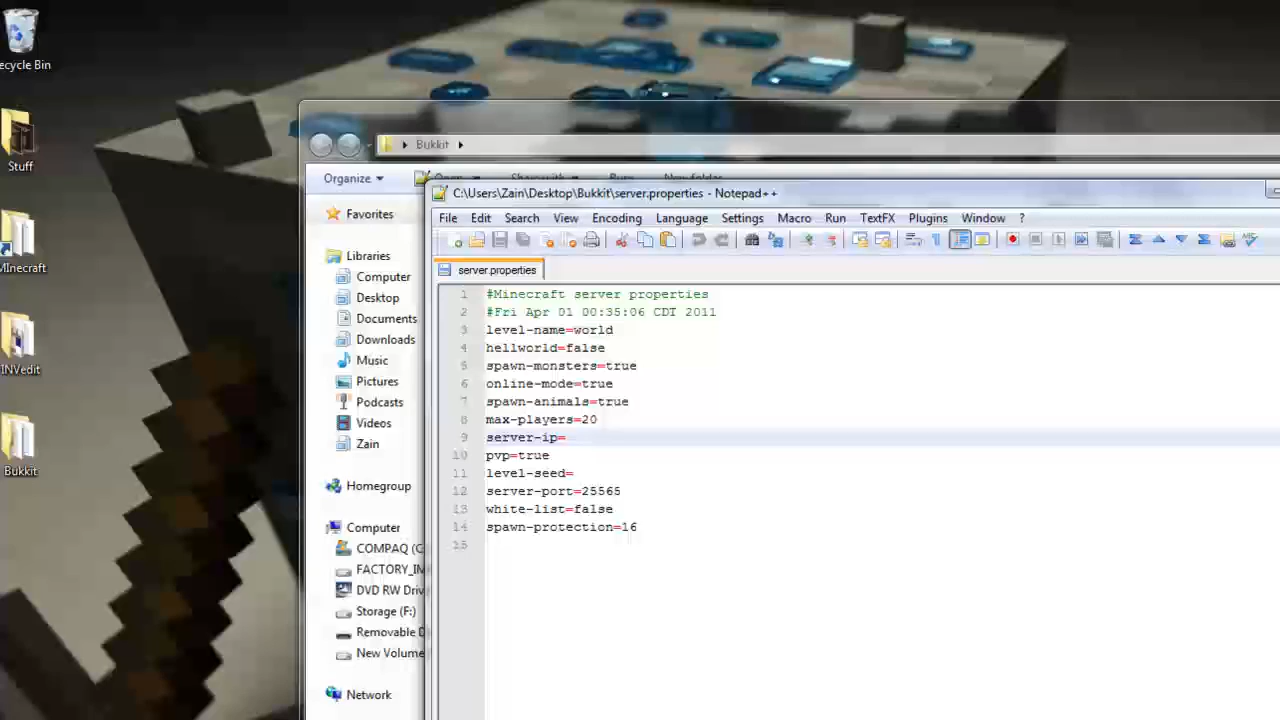 ecycle Bin
Stuff
MInecraft
INVedit
Bukkit
Bukkit
Organize
New folder
Favorites
Libraries
Computer
Desktop
Documents
Downloads
Music
Pictures
Podcasts
Videos
Zain
Homegroup
Computer
COMPAQ (C
FACTORY_IM
DVD RW Driv
Storage (F:)
Removable D
New Volume
Network
C:\Users\Zain\Desktop\Bukkit\server.properties - Notepad++
File Edit Search View Encoding Language Settings Macro Run TextFX Plugins Window ?
server.properties
1 #Minecraft server properties
2 #Fri Apr 01 00:35:06 CDT 2011
3 level-name=world
4 hellworld=false
5 spawn-monsters=true
6 online-mode=true
7 spawn-animals=true
8 max-players=20
9 server-ip=
10 pvp=true
11 level-seed=
12 server-port=25565
13 white-list=false
14 spawn-protection=16
15